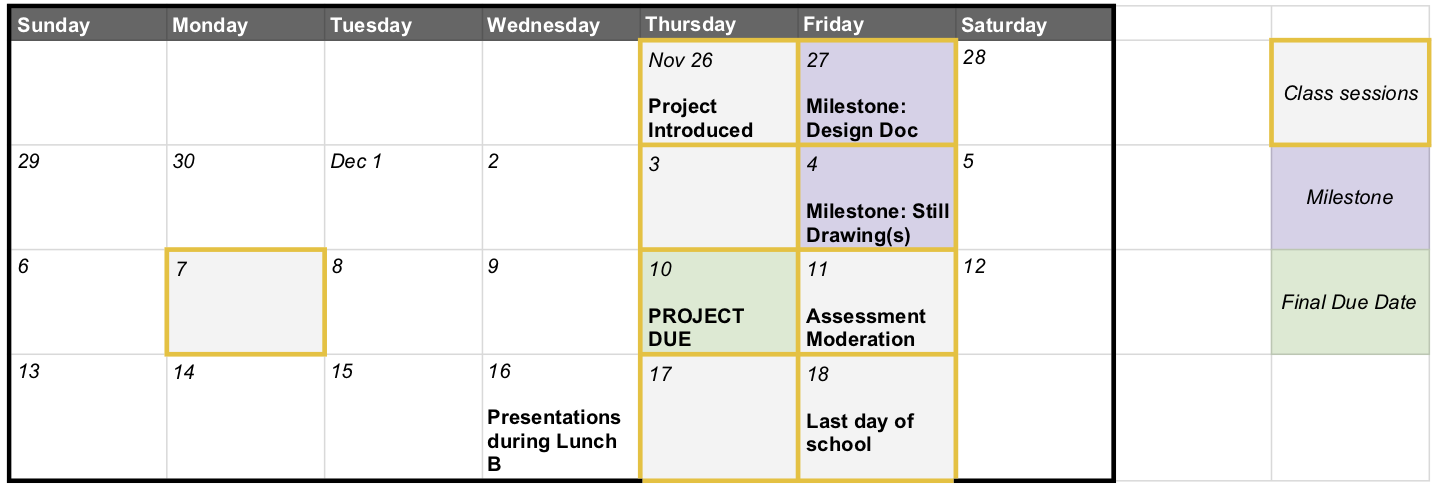 Sunday Monday Tuesday Wednesday Thursday Friday Saturday
Nov 26 27 28
Project
Introduced
Milestone:
Design Doc
Class sessions
29 30 Dec 1 2 3 4 5
Milestone: Still
Drawing(s)
Milestone
6 7 8 9 10 11 12
PROJECT
DUE
Assessment
Moderation
Final Due Date
13 14 15 16 17 18
Presentations
during Lunch
B
Last day of
school